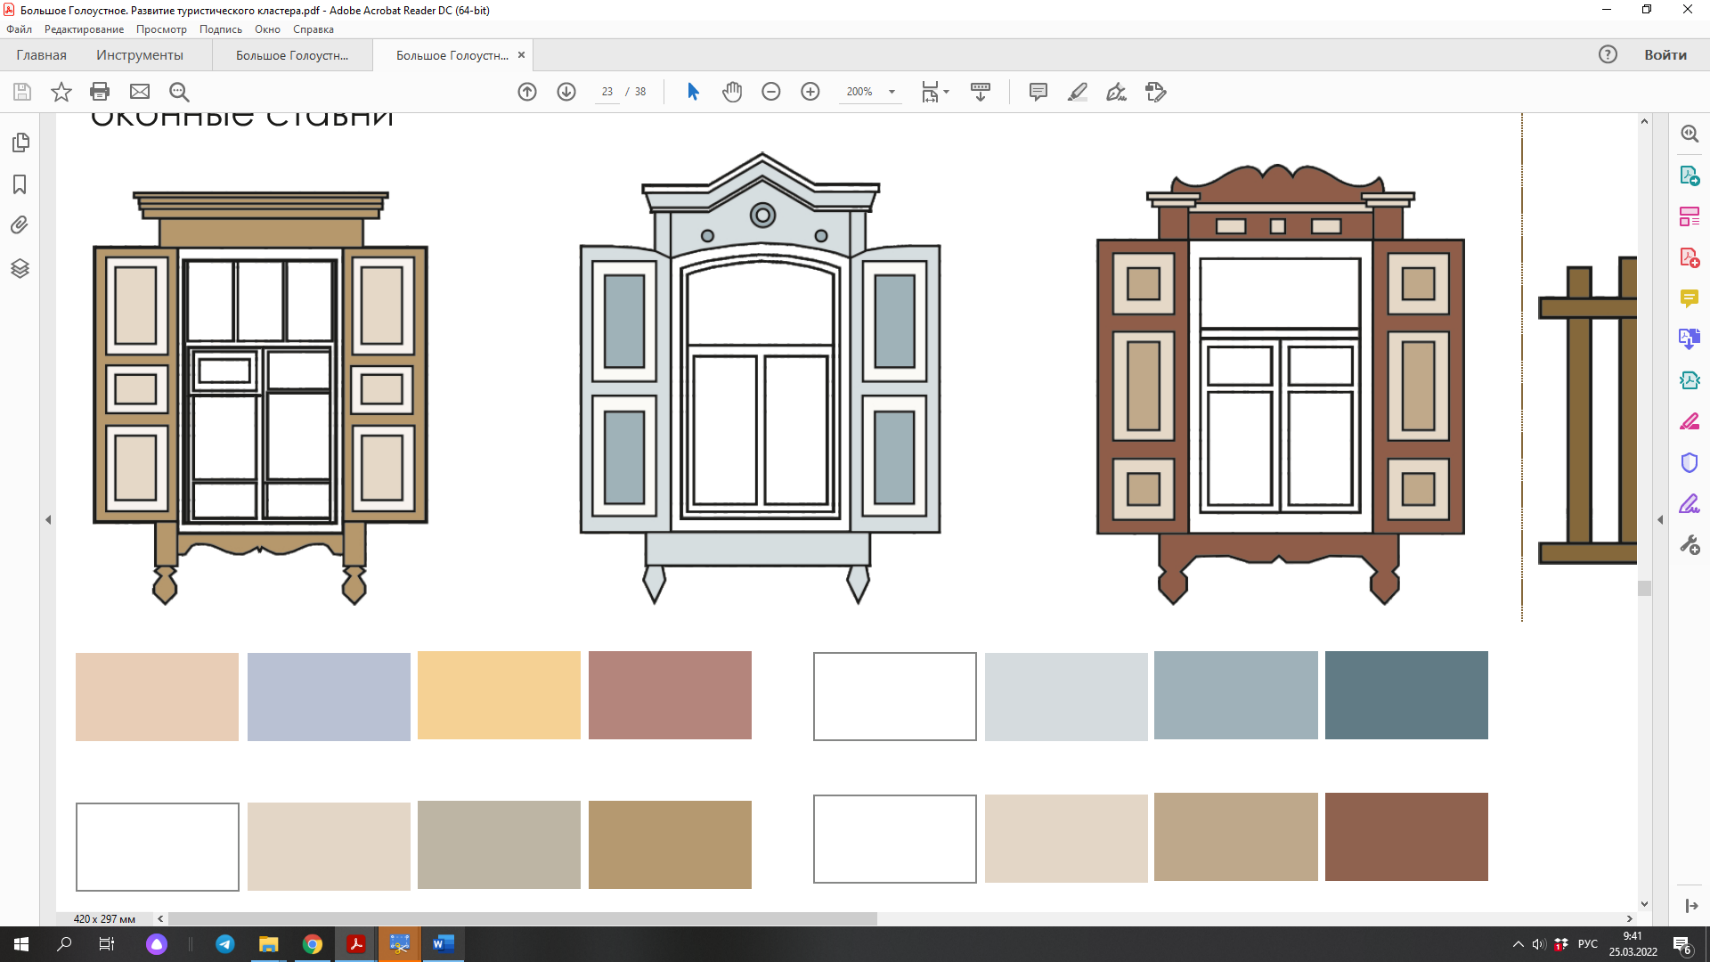 Большое Голоустное. Развитие туристического кластера.pdf - Adobe Acrobat Reader DC (64-bit)
Файл Редактирование Просмотр Подпись Окно Справка
Главная Инструменты Большое Голоустн... Большое Голоустн... × ? Войти
23 / 38 200%
оконные ставни
420 x 297 мм
W РУС 9:41
25.03.2022 6